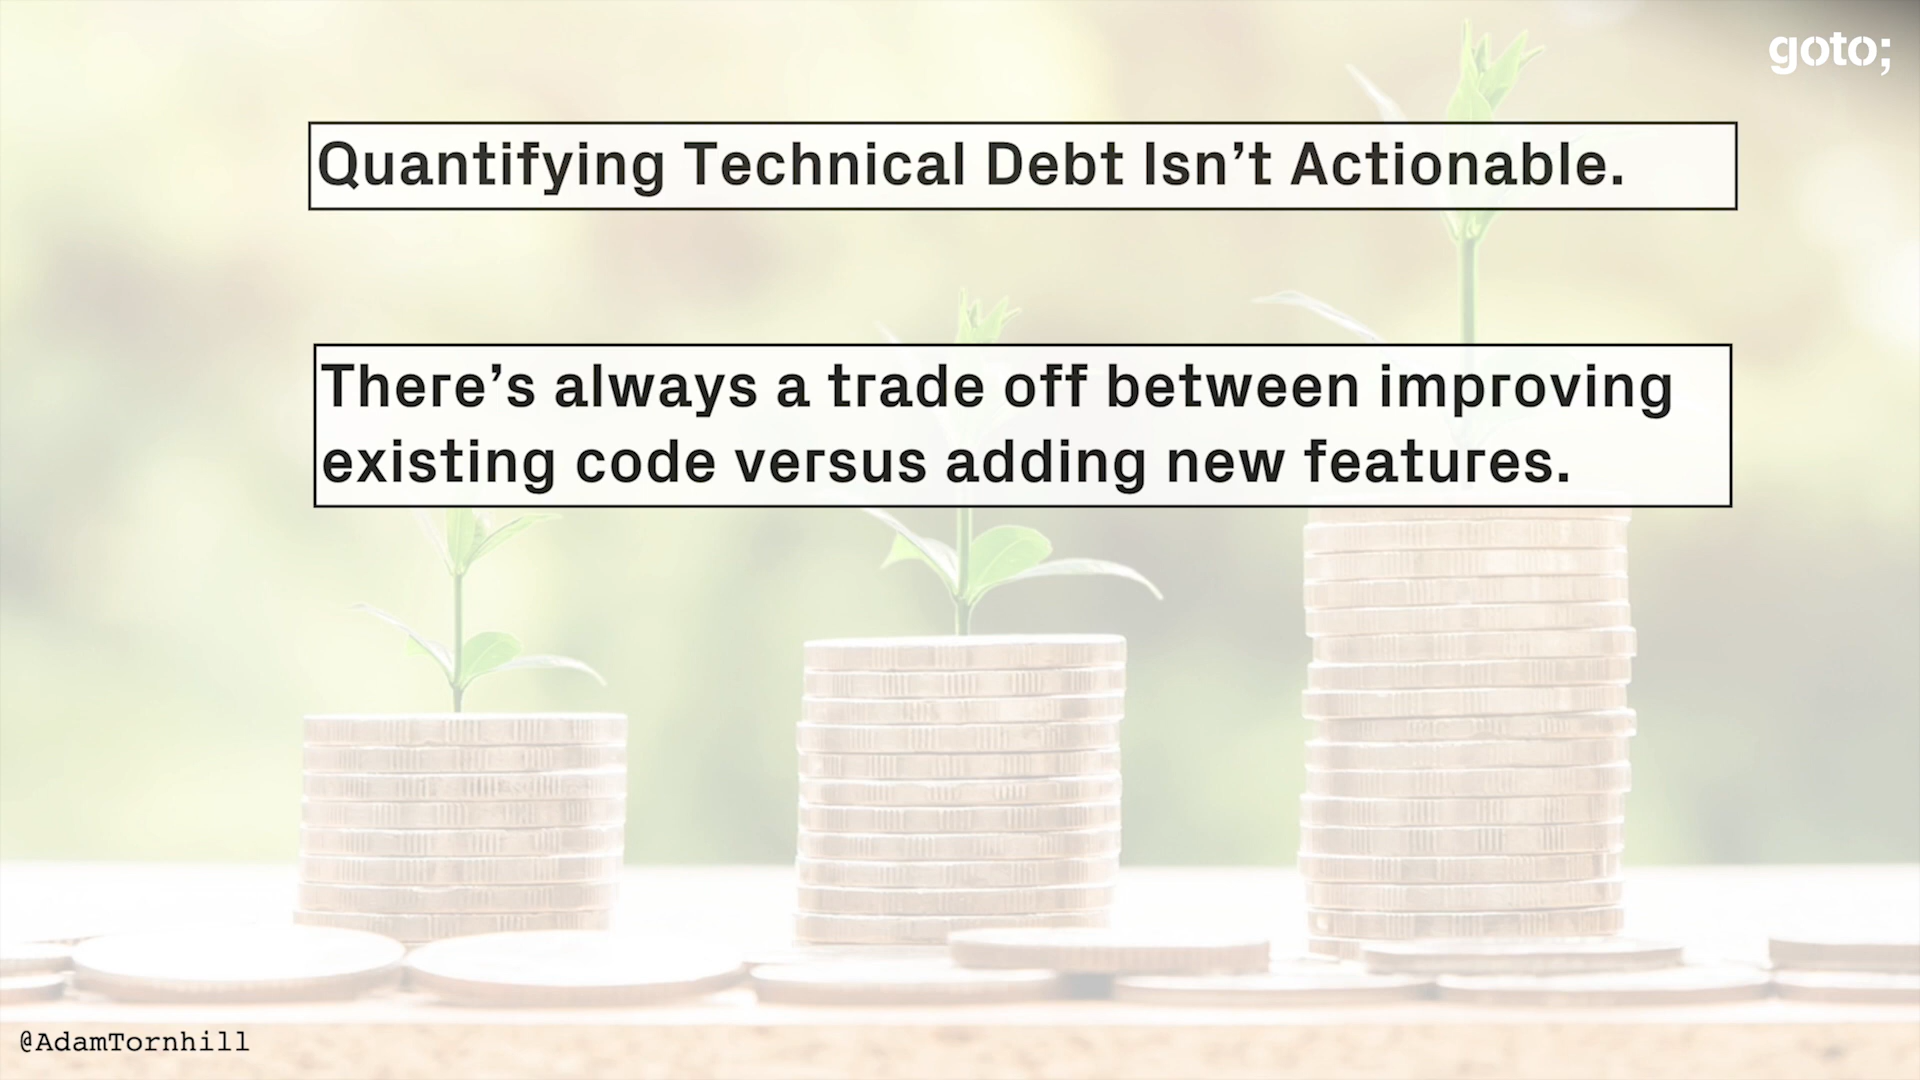 goto;
Quantifying Technical Debt Isn’t Actionable.
There’s always a trade off between improving
existing code versus adding new features.
@AdamTornhill